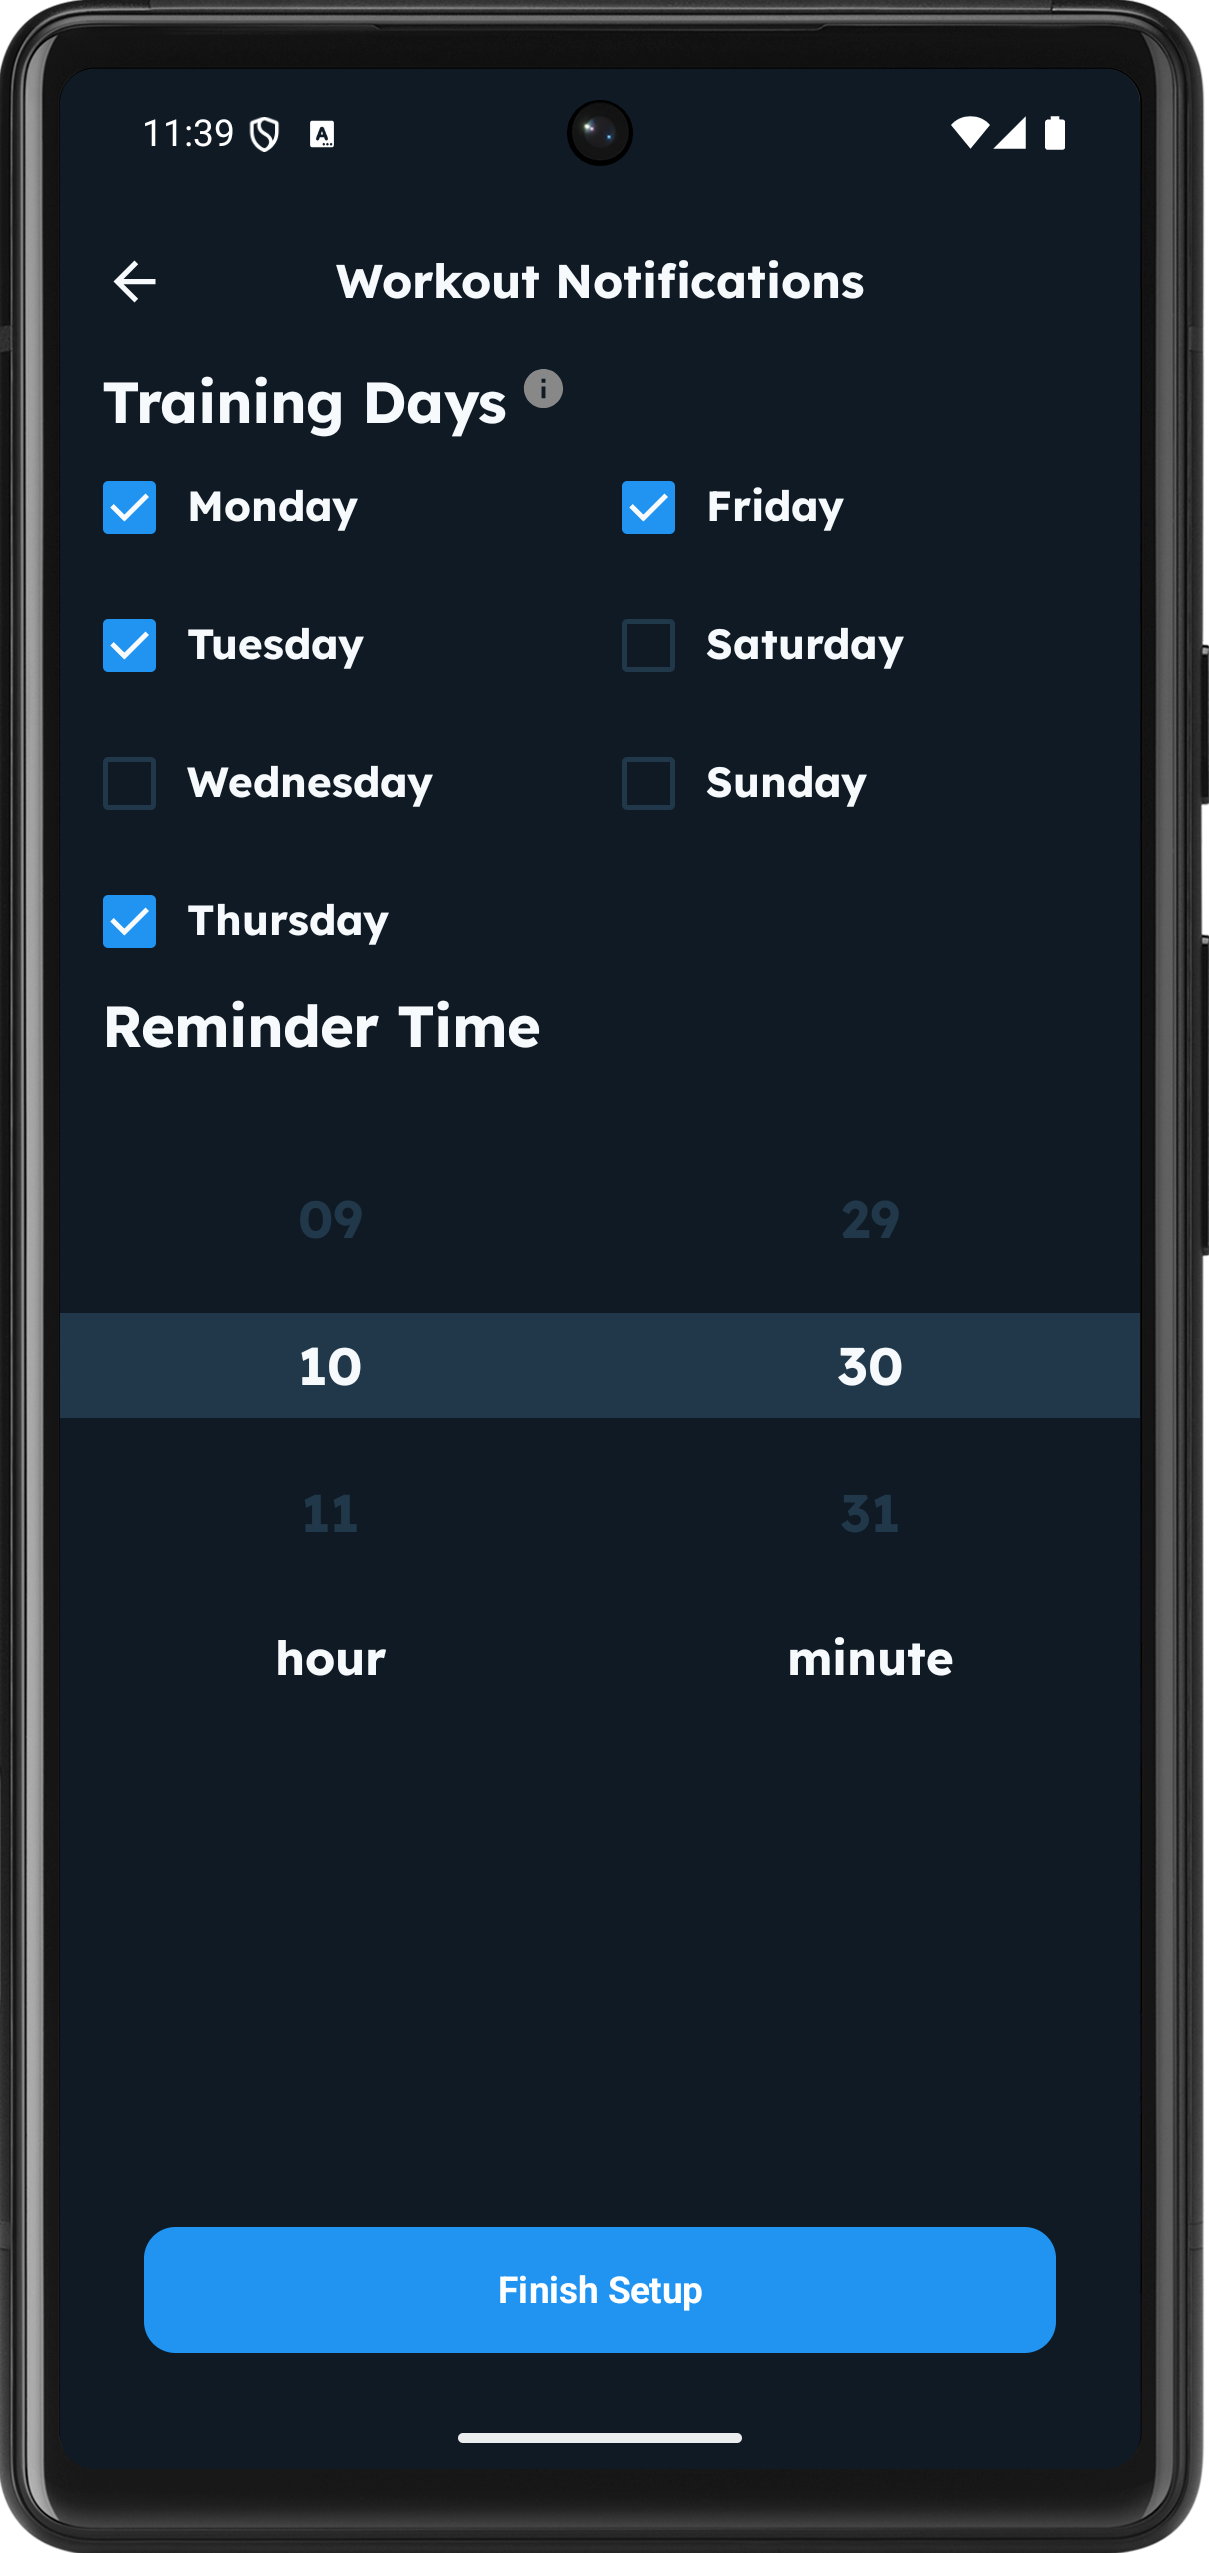 11:39
Workout Notifications
Training Days
Monday
Friday
Tuesday
Saturday
Wednesday
Sunday
Thursday
Reminder Time
09 29
10 30
11 31
hour minute
Finish Setup